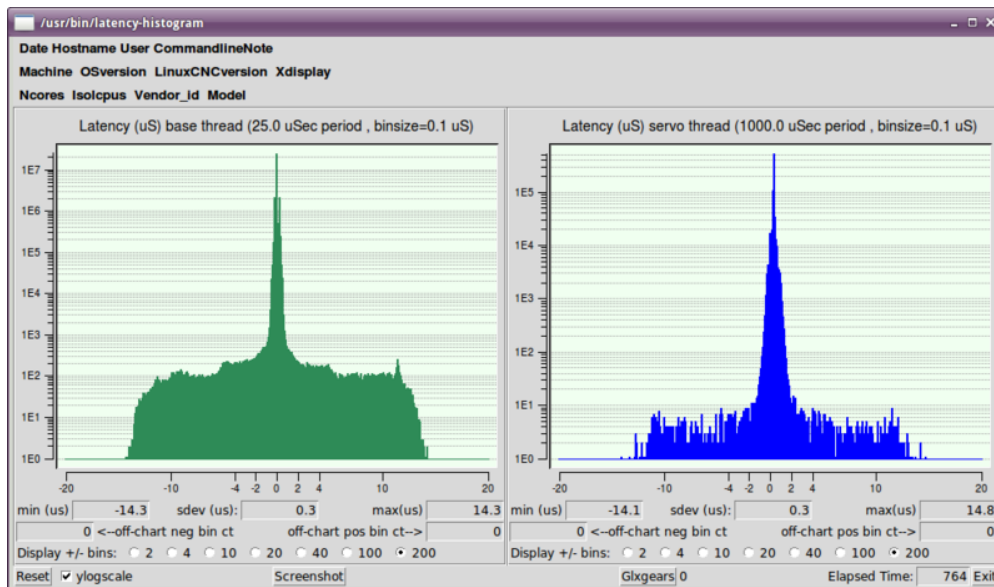 /usr/bin/latency-histogram
Date Hostname User CommandlineNote
Machine OSversion LinuxCNCversion Xdisplay
Ncores Isolcpus Vendor_id Model
Latency (uS) base thread (25.0 uSec period , binsize=0.1 uS)
1E7
1E6
1E5
1E4
1E3
1E2
1E1
1E0
-20 -10 -4 -2 0 2 4 10 20
min (us) -14.3 sdev (us): 0.3 max(us) 14.3
0 <--off-chart neg bin ct off-chart pos bin ct--> 0
Display +/- bins: 2 4 10 20 40 100 200
Latency (uS) servo thread (1000.0 uSec period , binsize=0.1 uS)
1E5
1E4
1E3
1E2
1E1
1E0
-20 -10 -4 -2 0 2 4 10 20
min (us) -14.1 sdev (us): 0.3 max(us) 14.8
0 <--off-chart neg bin ct off-chart pos bin ct--> 0
Display +/- bins: 2 4 10 20 40 100 200
Reset ylogscale Screenshot Glxgears 0 Elapsed Time: 764 Exit